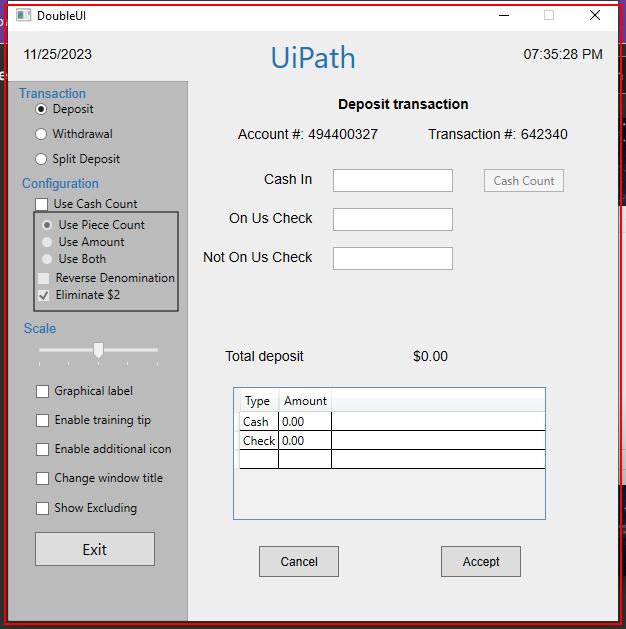 DoubleUI
11/25/2023
UiPath
07:35:28 PM
Transaction
Deposit
Withdrawal
Split Deposit
Configuration
Use Cash Count
Use Piece Count
Use Amount
Use Both
Reverse Denomination
Eliminate $2
Scale
Graphical label
Enable training tip
Enable additional icon
Change window title
Show Excluding
Exit
Deposit transaction
Account #: 494400327 Transaction #: 642340
Cash In
Cash Count
On Us Check
Not On Us Check
Total deposit $0.00
Type Amount
Cash 0.00
Check 0.00
Cancel Accept